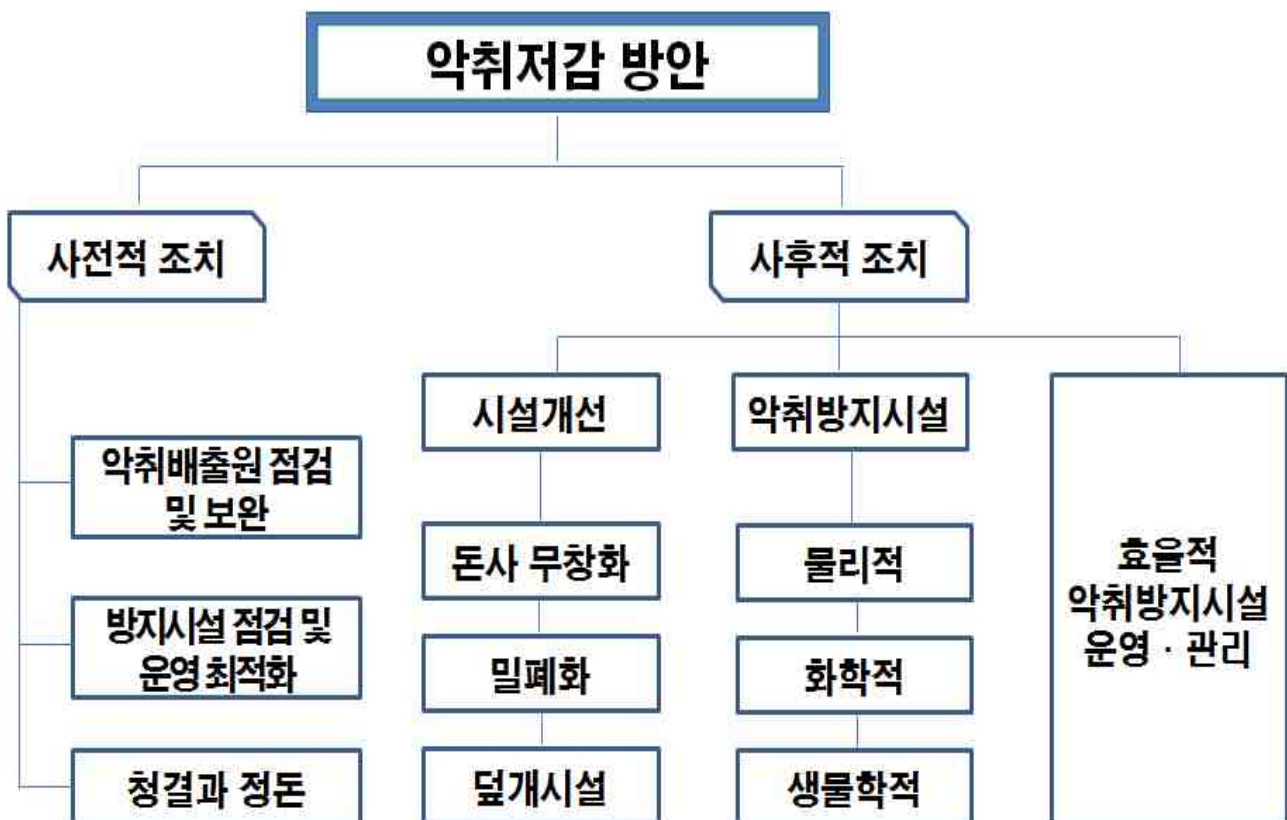 악취저감 방안
사전적 조치
사후적 조치
악취배출원 점검
및 보완
방지시설 점검 및
운영 최적화
청결과 정돈
시설개선
돈사 무창화
밀폐화
덮개시설
악취방지시설
물리적
화학적
생물학적
효율적
악취방지시설
운영 · 관리